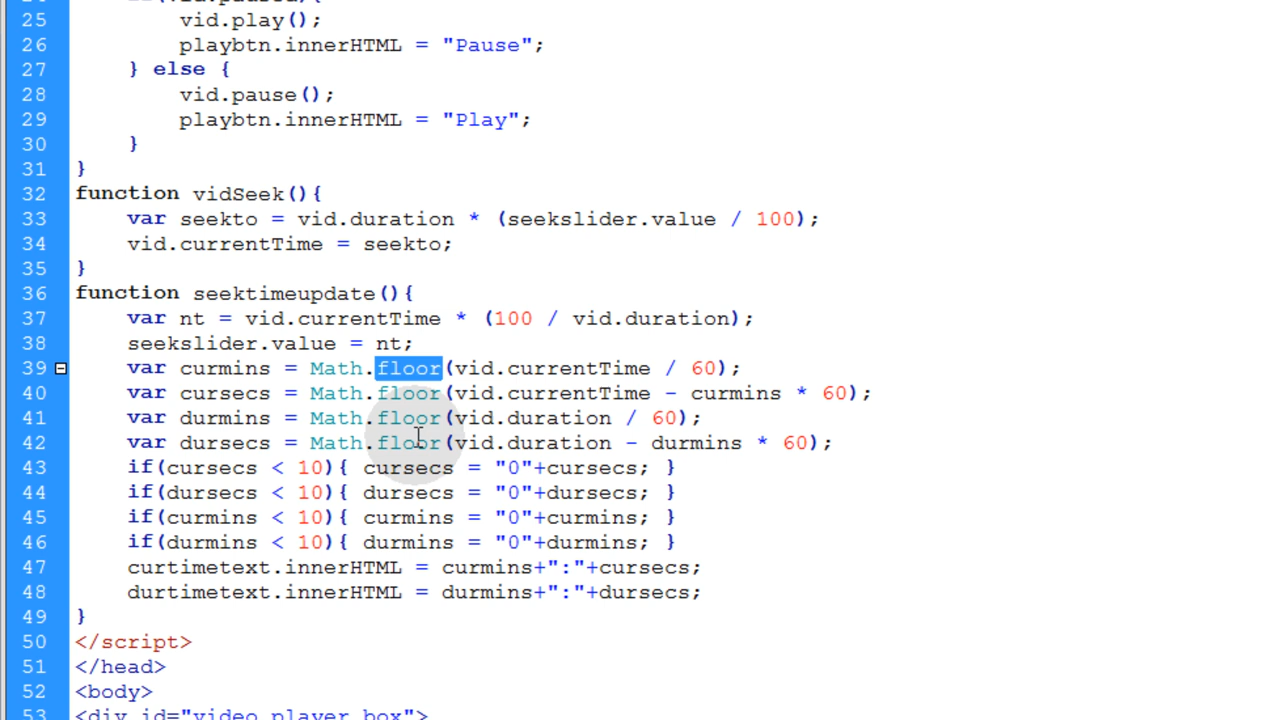 25 vid.play();
26 playbtn.innerHTML = "Pause";
27 } else {
28 vid.pause();
29 playbtn.innerHTML = "Play";
30 }
31 }
32 function vidSeek(){
33 var seekto = vid.duration * (seekslider.value / 100);
34 vid.currentTime = seekto;
35 }
36 function seektimeupdate(){
37 var nt = vid.currentTime * (100 / vid.duration);
38 seekslider.value = nt;
39 var curmins = Math.floor(vid.currentTime / 60);
40 var cursecs = Math.floor(vid.currentTime - curmins * 60);
41 var durmins = Math.floor(vid.duration / 60);
42 var dursecs = Math.floor(vid.duration - durmins * 60);
43 if(cursecs < 10){ cursecs = "0"+cursecs; }
44 if(dursecs < 10){ dursecs = "0"+dursecs; }
45 if(curmins < 10){ curmins = "0"+curmins; }
46 if(durmins < 10){ durmins = "0"+durmins; }
47 curtimetext.innerHTML = curmins+":"+cursecs;
48 durtimetext.innerHTML = durmins+":"+dursecs;
49 }
50 </script>
51 </head>
52 <body>
53 <div id="video_player_box">